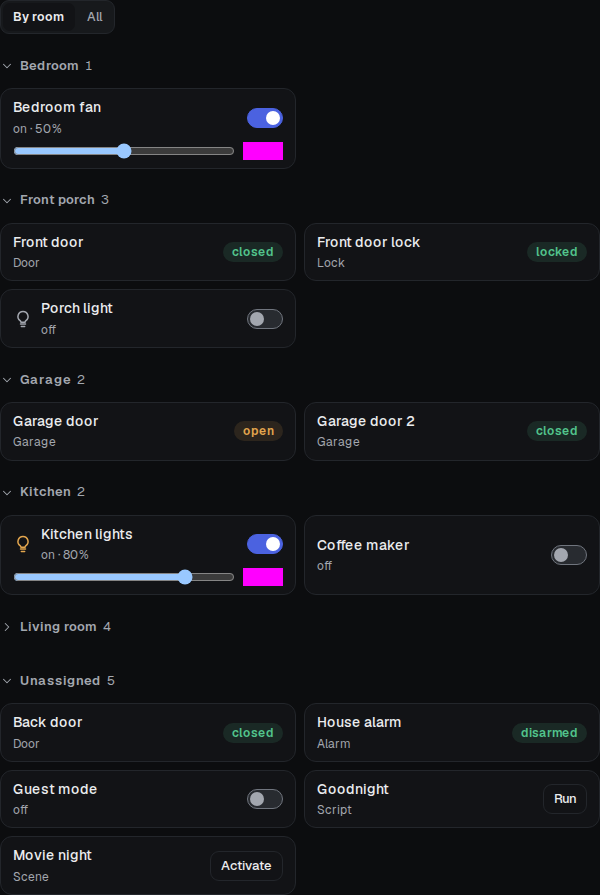 By room All
Bedroom 1
Bedroom fan
on · 50%
Front porch 3
Front door
Door
closed
Front door lock
Lock
locked
Porch light
off
Garage 2
Garage door
Garage
open
Garage door 2
Garage
closed
Kitchen 2
Kitchen lights
on · 80%
Coffee maker
off
Living room 4
Unassigned 5
Back door
Door
closed
House alarm
Alarm
disarmed
Guest mode
off
Goodnight
Script
Run
Movie night
Scene
Activate